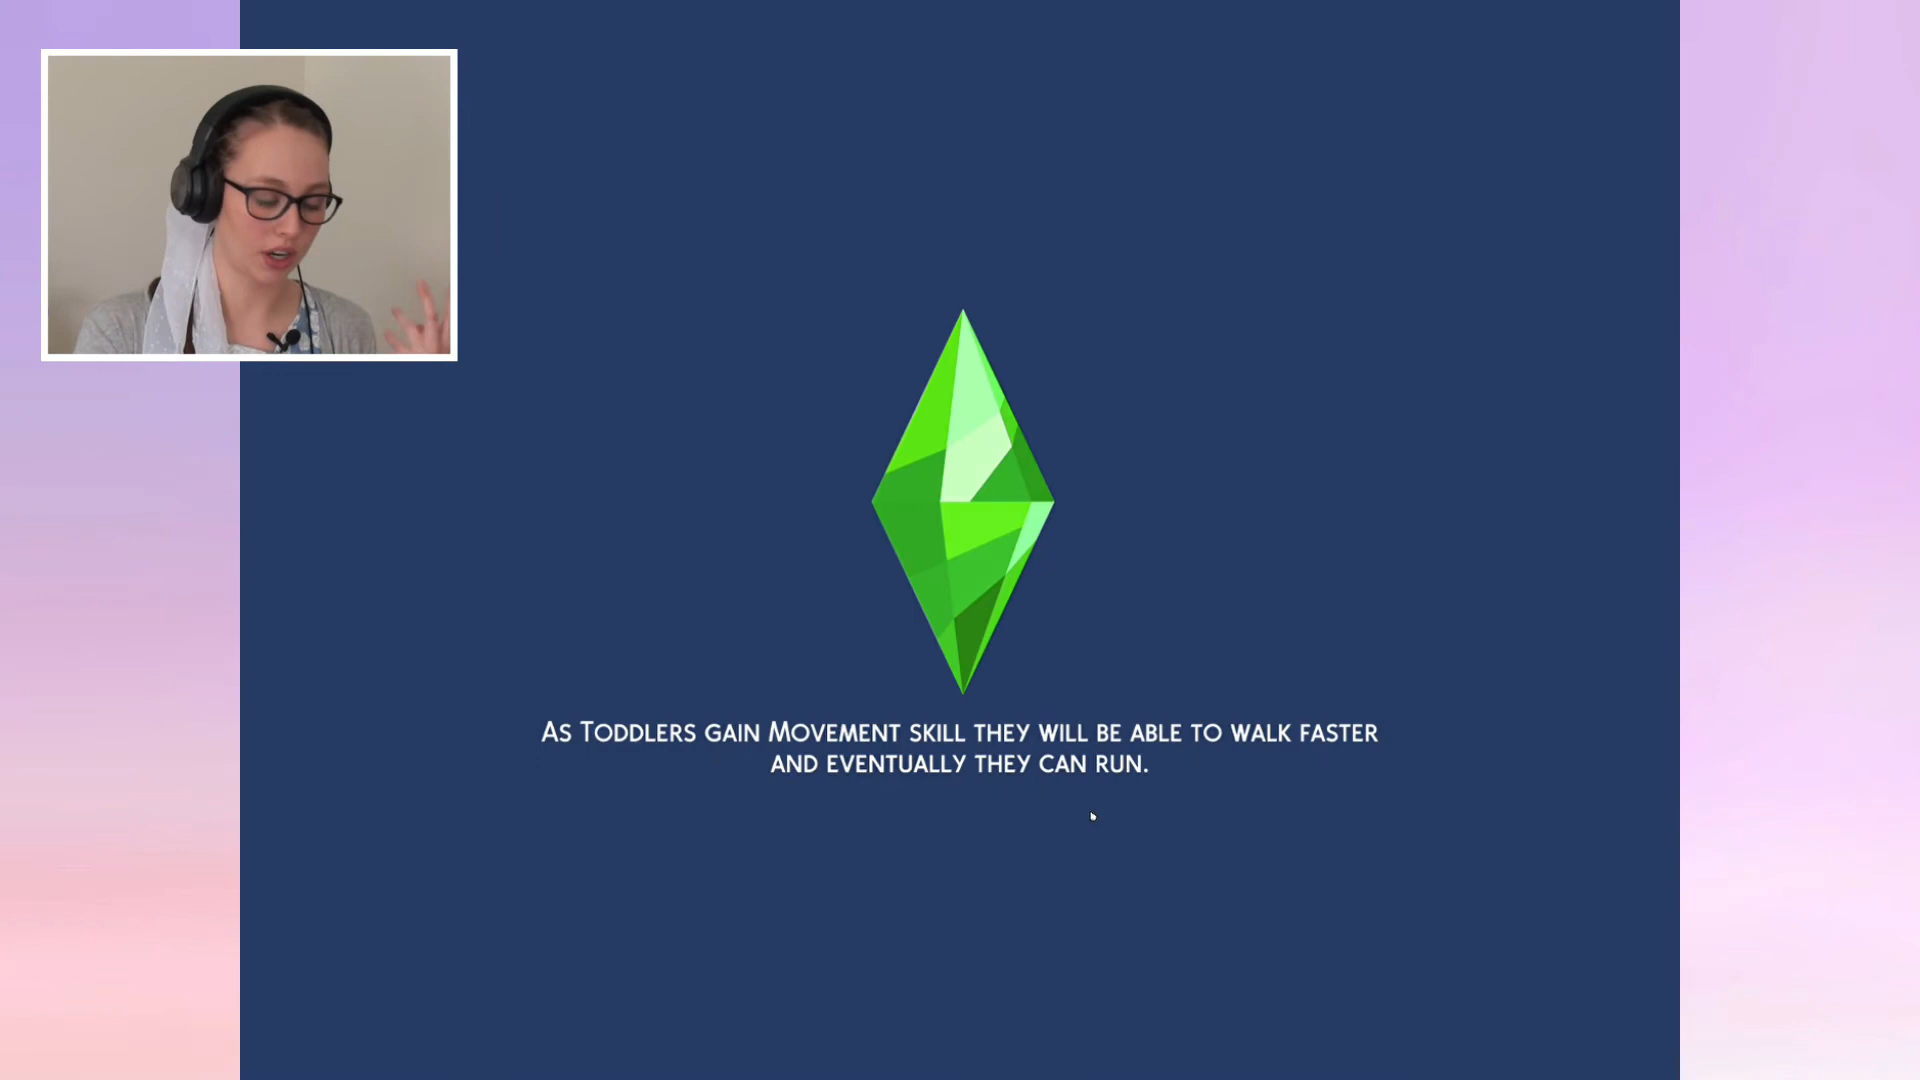 As Toddlers gain Movement skill they will be able to walk faster
and eventually they can run.